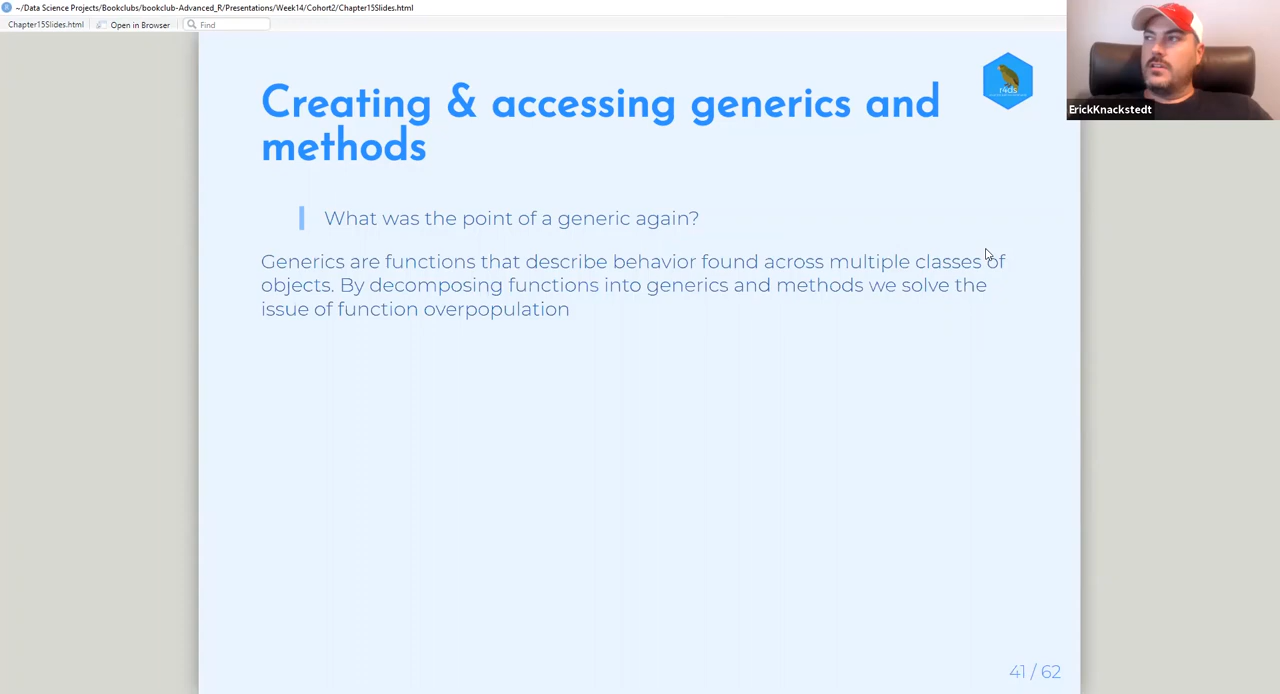 ~/Data Science Projects/Bookclubs/bookclub-Advanced_R/Presentations/Week14/Cohort2/Chapter15Slides.html
Chapter15Slides.html
Open in Browser
Find
ErickKnackstedt
r4ds
Creating & accessing generics and
methods
What was the point of a generic again?
Generics are functions that describe behavior found across multiple classes of
objects. By decomposing functions into generics and methods we solve the
issue of function overpopulation
41 / 62